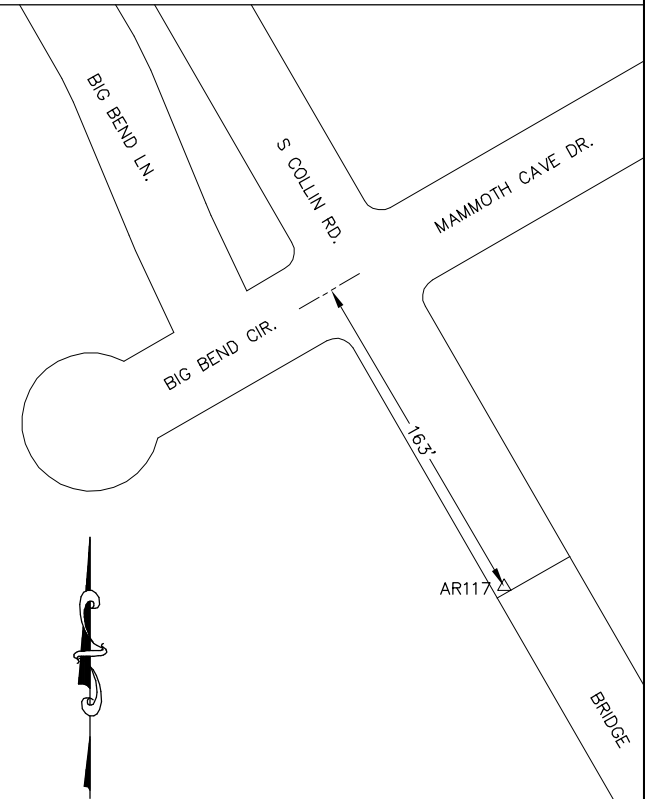 BIG BEND LN.
S COLLIN RD.
MAMMOTH CAVE DR.
BIG BEND CIR.
163'
AR117
BRIDGE